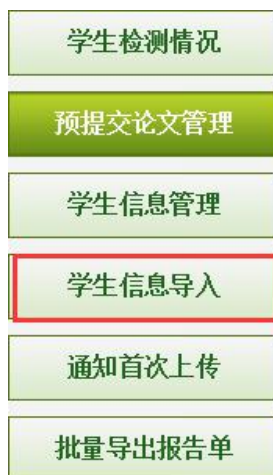 学生检测情况
预提交论文管理
学生信息管理
学生信息导入
通知首次上传
批量导出报告单